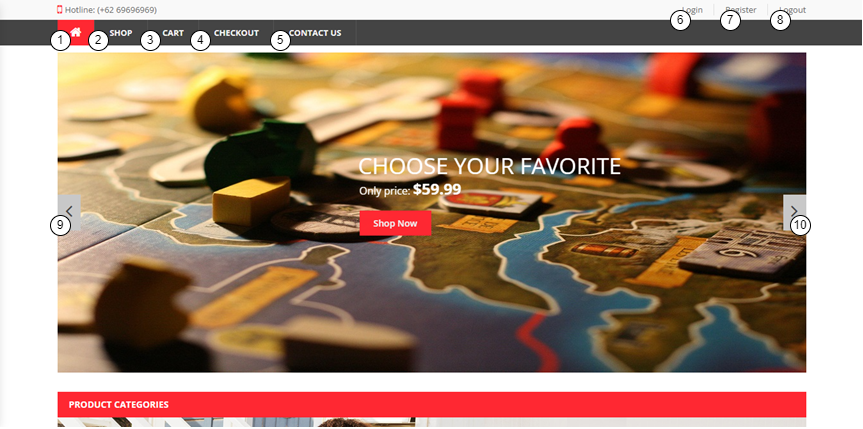 Hotline: (+62 69696969)
6 Login 7 Register 8 Logout
1 2 SHOP 3 CART 4 CHECKOUT 5 CONTACT US
CHOOSE YOUR FAVORITE
Only price: $59.99
Shop Now
9 10
PRODUCT CATEGORIES